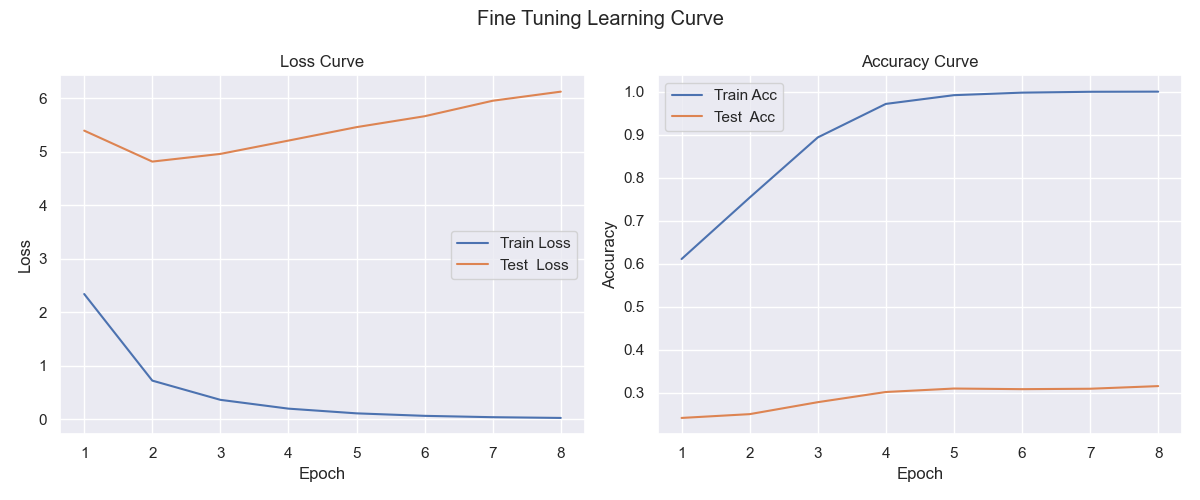 Fine Tuning Learning Curve
Loss Curve
6
5
4
3
2
1
0
Loss
Train Loss
Test  Loss
1 2 3 4 5 6 7 8
Epoch
Accuracy Curve
1.0
0.9
0.8
0.7
0.6
0.5
0.4
0.3
Accuracy
Train Acc
Test  Acc
1 2 3 4 5 6 7 8
Epoch